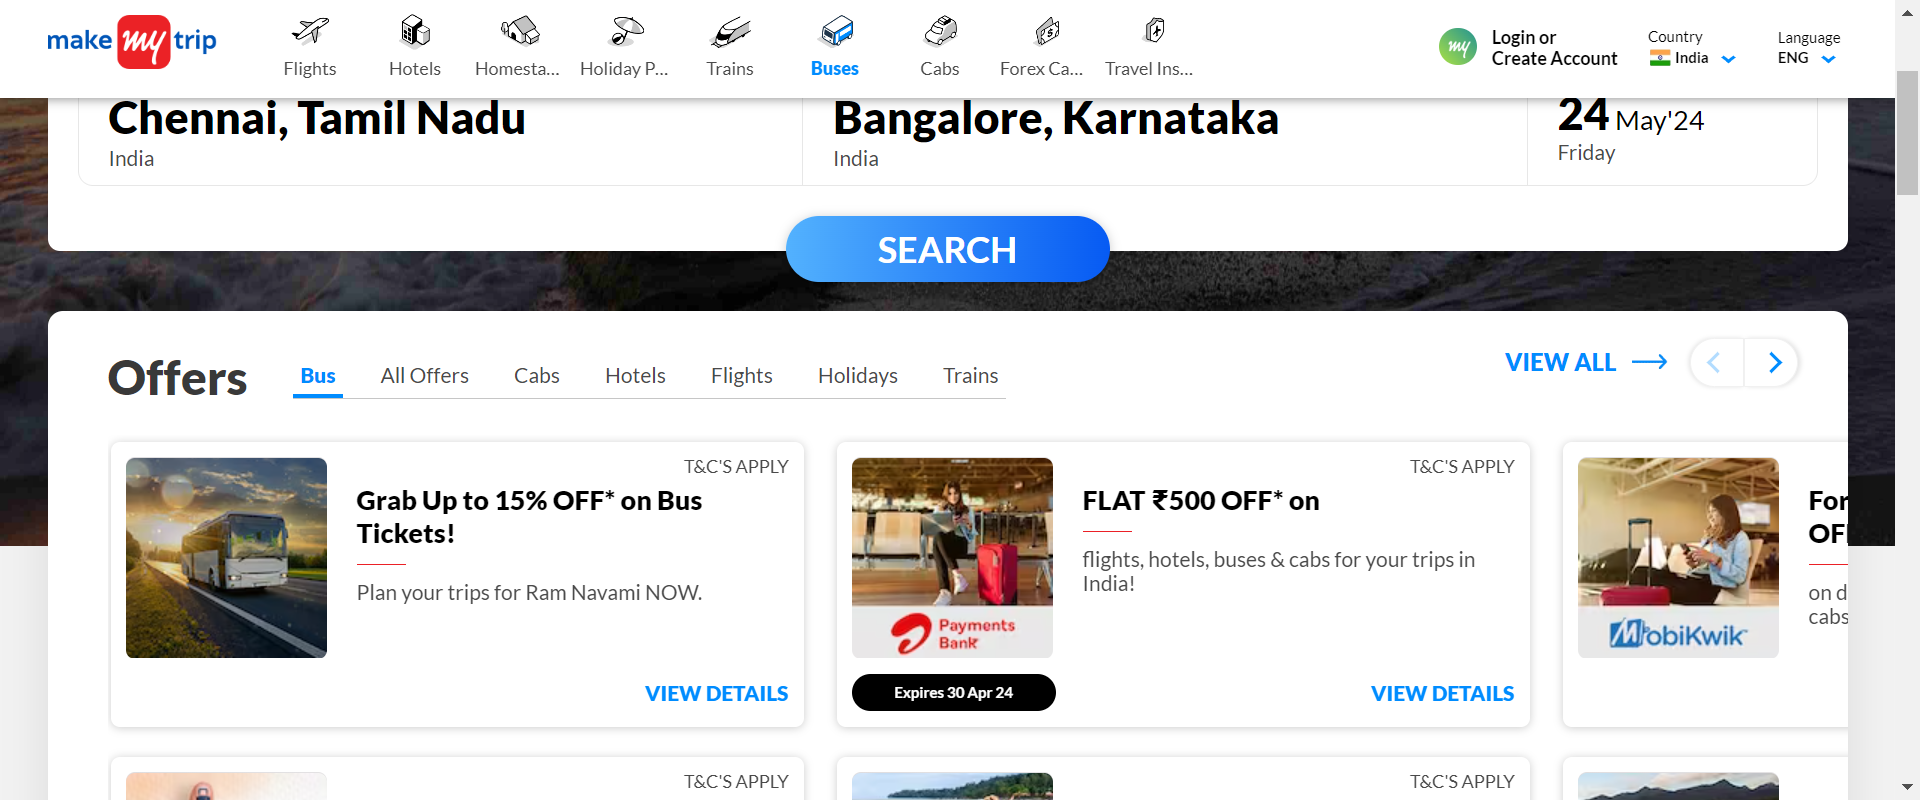 make my trip
Flights
Hotels
Homesta...
Holiday P...
Trains
Buses
Cabs
Forex Ca...
Travel Ins...
my
Login or
Create Account
Country
India
Language
ENG
Chennai, Tamil Nadu
India
Bangalore, Karnataka
India
24 May'24
Friday
SEARCH
Offers
Bus
All Offers
Cabs
Hotels
Flights
Holidays
Trains
VIEW ALL
T&C'S APPLY
Grab Up to 15% OFF* on Bus
Tickets!
Plan your trips for Ram Navami NOW.
VIEW DETAILS
T&C'S APPLY
FLAT ₹500 OFF* on
flights, hotels, buses & cabs for your trips in
India!
Payments
Bank
Expires 30 Apr 24
VIEW DETAILS
MobiKwik
For
OF
on d
cabs
T&C'S APPLY
T&C'S APPLY